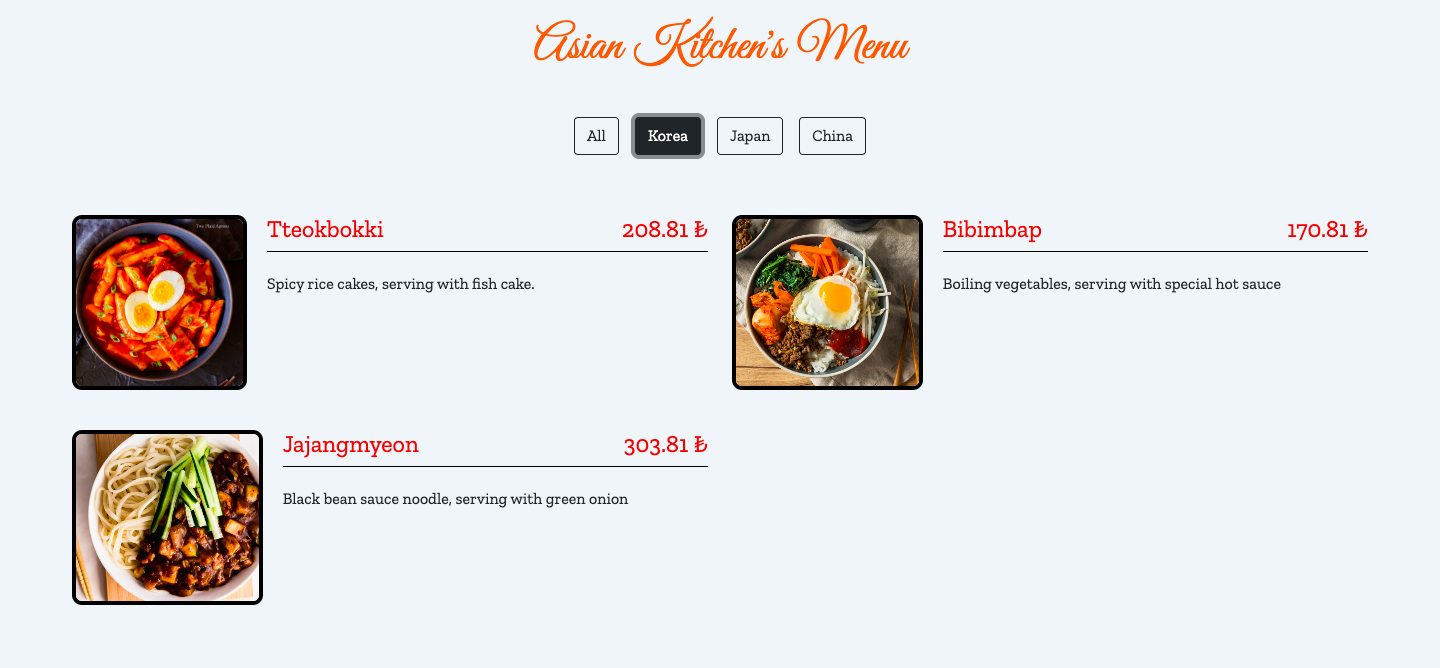 Asian Kitchen's Menu
All Korea Japan China
Tteokbokki 208.81 ₺
Spicy rice cakes, serving with fish cake.
Bibimbap 170.81 ₺
Boiling vegetables, serving with special hot sauce
Jajangmyeon 303.81 ₺
Black bean sauce noodle, serving with green onion